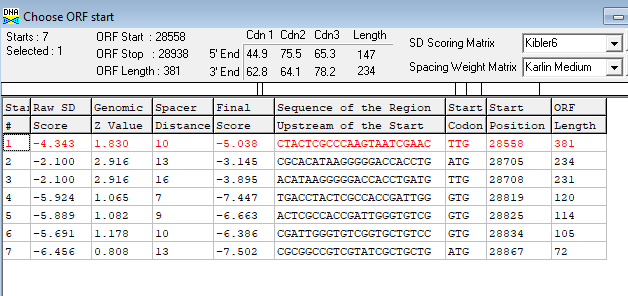 DNA Choose ORF start
Starts : 7 ORF Start : 28558 Cdn 1 Cdn2 Cdn3 Length
Selected : 1 ORF Stop : 28938 5' End 44.9 75.5 65.3 147 SD Scoring Matrix Kibler6
ORF Length : 381 3' End 62.8 64.1 78.2 234 Spacing Weight Matrix Karlin Medium
Star Raw SD Genomic Spacer Final Sequence of the Region Start Start ORF
# Score Z Value Distance Score Upstream of the Start Codon Position Length
1 -4.343 1.830 10 -5.038 CTACTCGCCCAAGTAATCGAAC TTG 28558 381
2 -2.100 2.916 13 -3.145 CGCACATAAGGGGGACCACCTG ATG 28705 234
3 -2.100 2.916 16 -3.895 ACATAAGGGGGACCACCTGATG TTG 28708 231
4 -5.924 1.065 7 -7.447 TGACCTACTCGCCACCGATTGG GTG 28819 120
5 -5.889 1.082 9 -6.663 ACTCGCCACCGATTGGGTGTCG GTG 28825 114
6 -5.691 1.178 10 -6.386 CGATTGGGTGTCGGTGCTGTCC GTG 28834 105
7 -6.456 0.808 13 -7.502 CGCGGCCGTCGTATCGCTGCTG ATG 28867 72